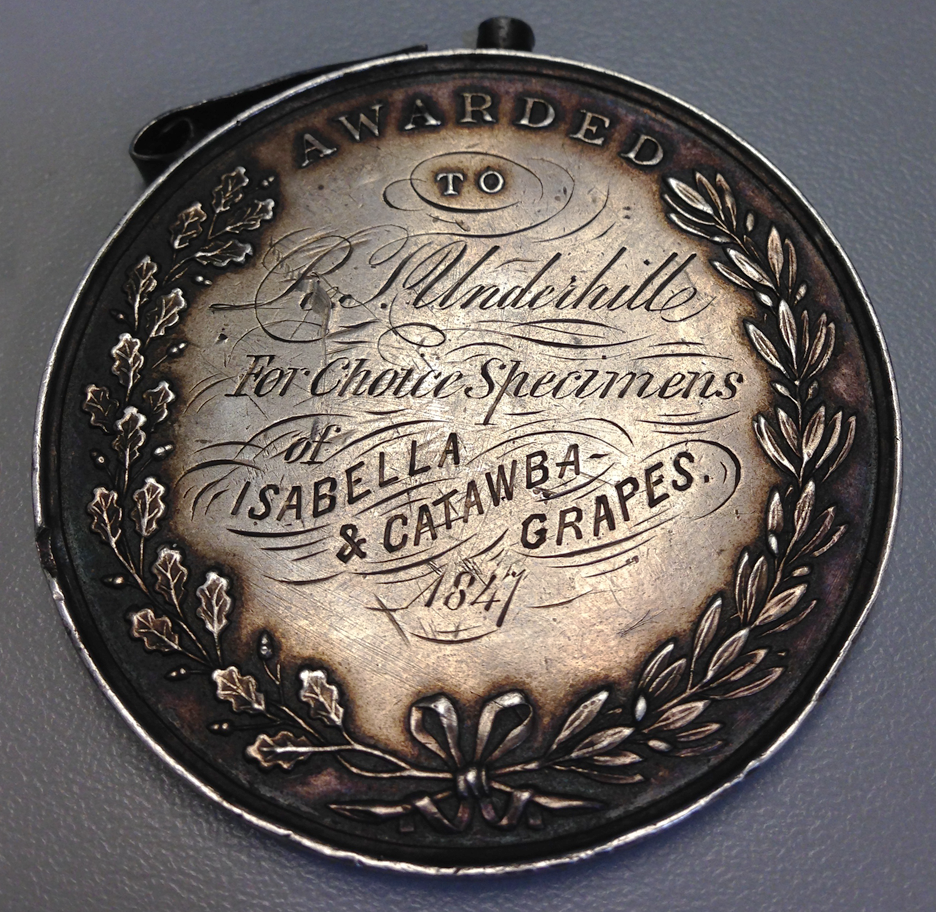 AWARDED
TO
R. T. Underhill
For Choice Specimens
of
ISABELLA
& CATAWBA-
GRAPES.
1847